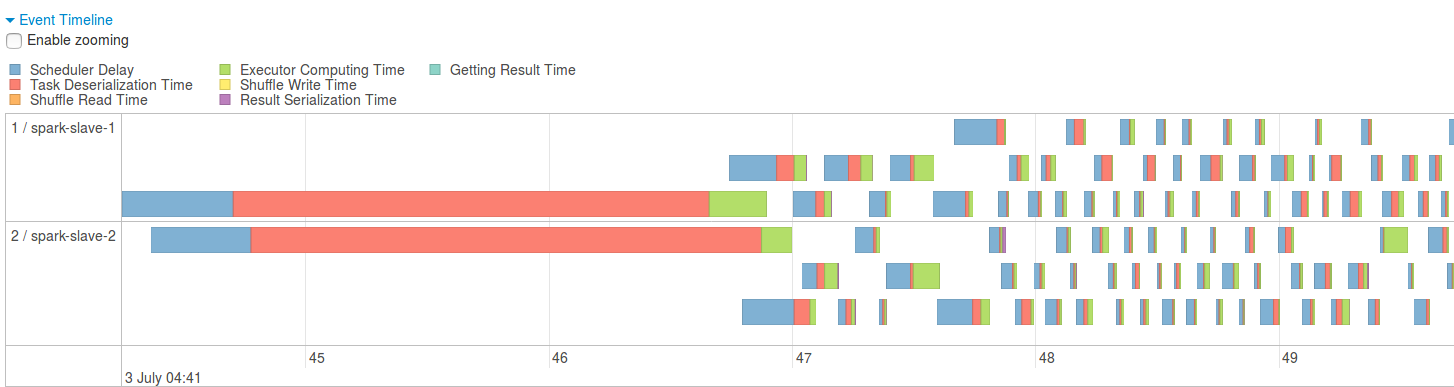 Event Timeline
Enable zooming
Scheduler Delay Executor Computing Time Getting Result Time
Task Deserialization Time Shuffle Write Time
Shuffle Read Time Result Serialization Time
1 / spark-slave-1
2 / spark-slave-2
45 46 47 48 49
3 July 04:41